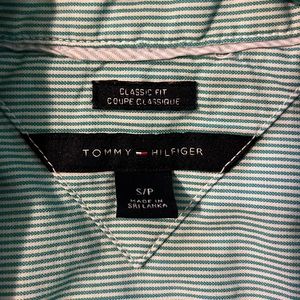 CLASSIC FIT
COUPE CLASSIQUE
TOMMY HILFIGER
S/P
MADE IN
SRI LANKA